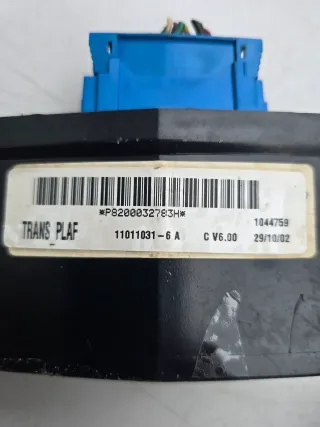 *P8200032783H*
1044759
TRANS_PLAF 11011031-6 A C V6.00 29/10/02